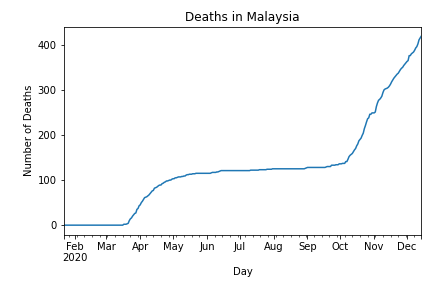 Deaths in Malaysia
Number of Deaths
400
300
200
100
0
Feb Mar Apr May Jun Jul Aug Sep Oct Nov Dec
2020
Day